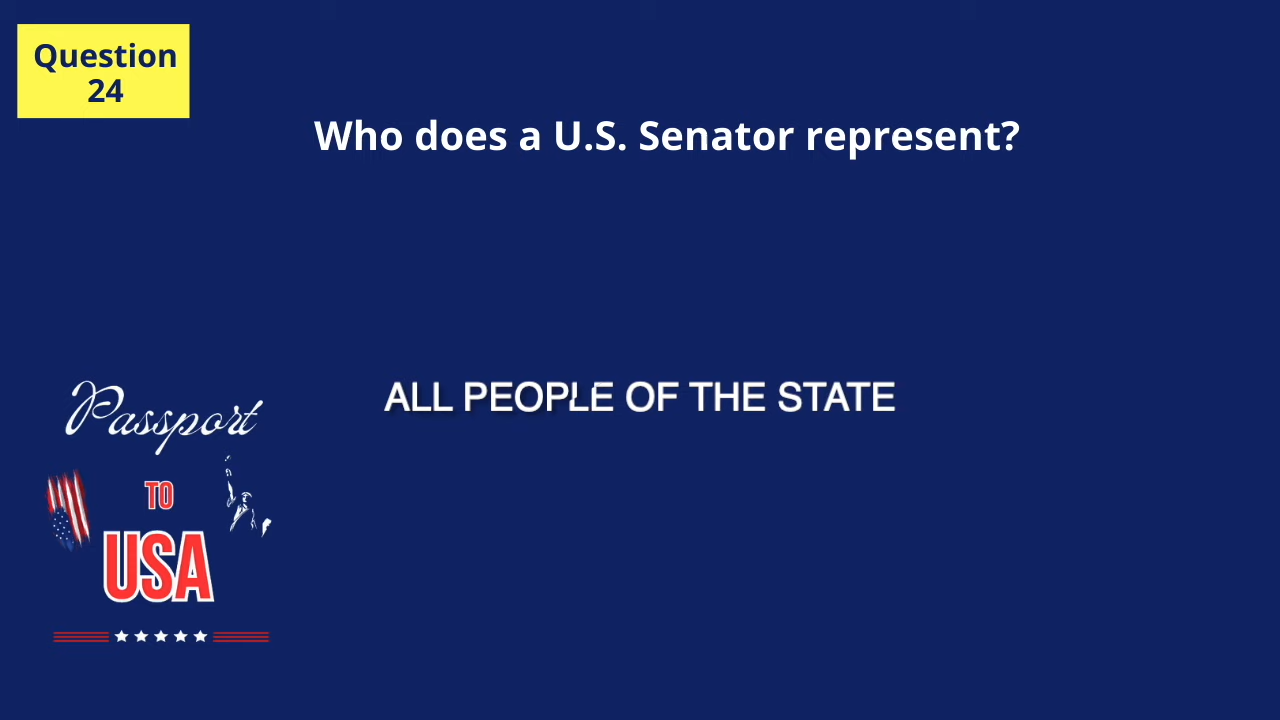 Question
24
Who does a U.S. Senator represent?
ALL PEOPLE OF THE STATE
Passport
TO
USA